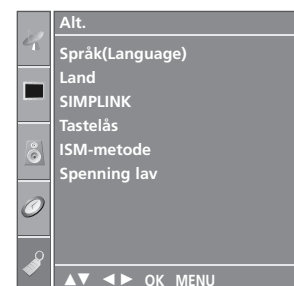 Alt.
Språk(Language)
Land
SIMPLINK
Tastelås
ISM-metode
Spenning lav
▲▼ ◄► OK MENU